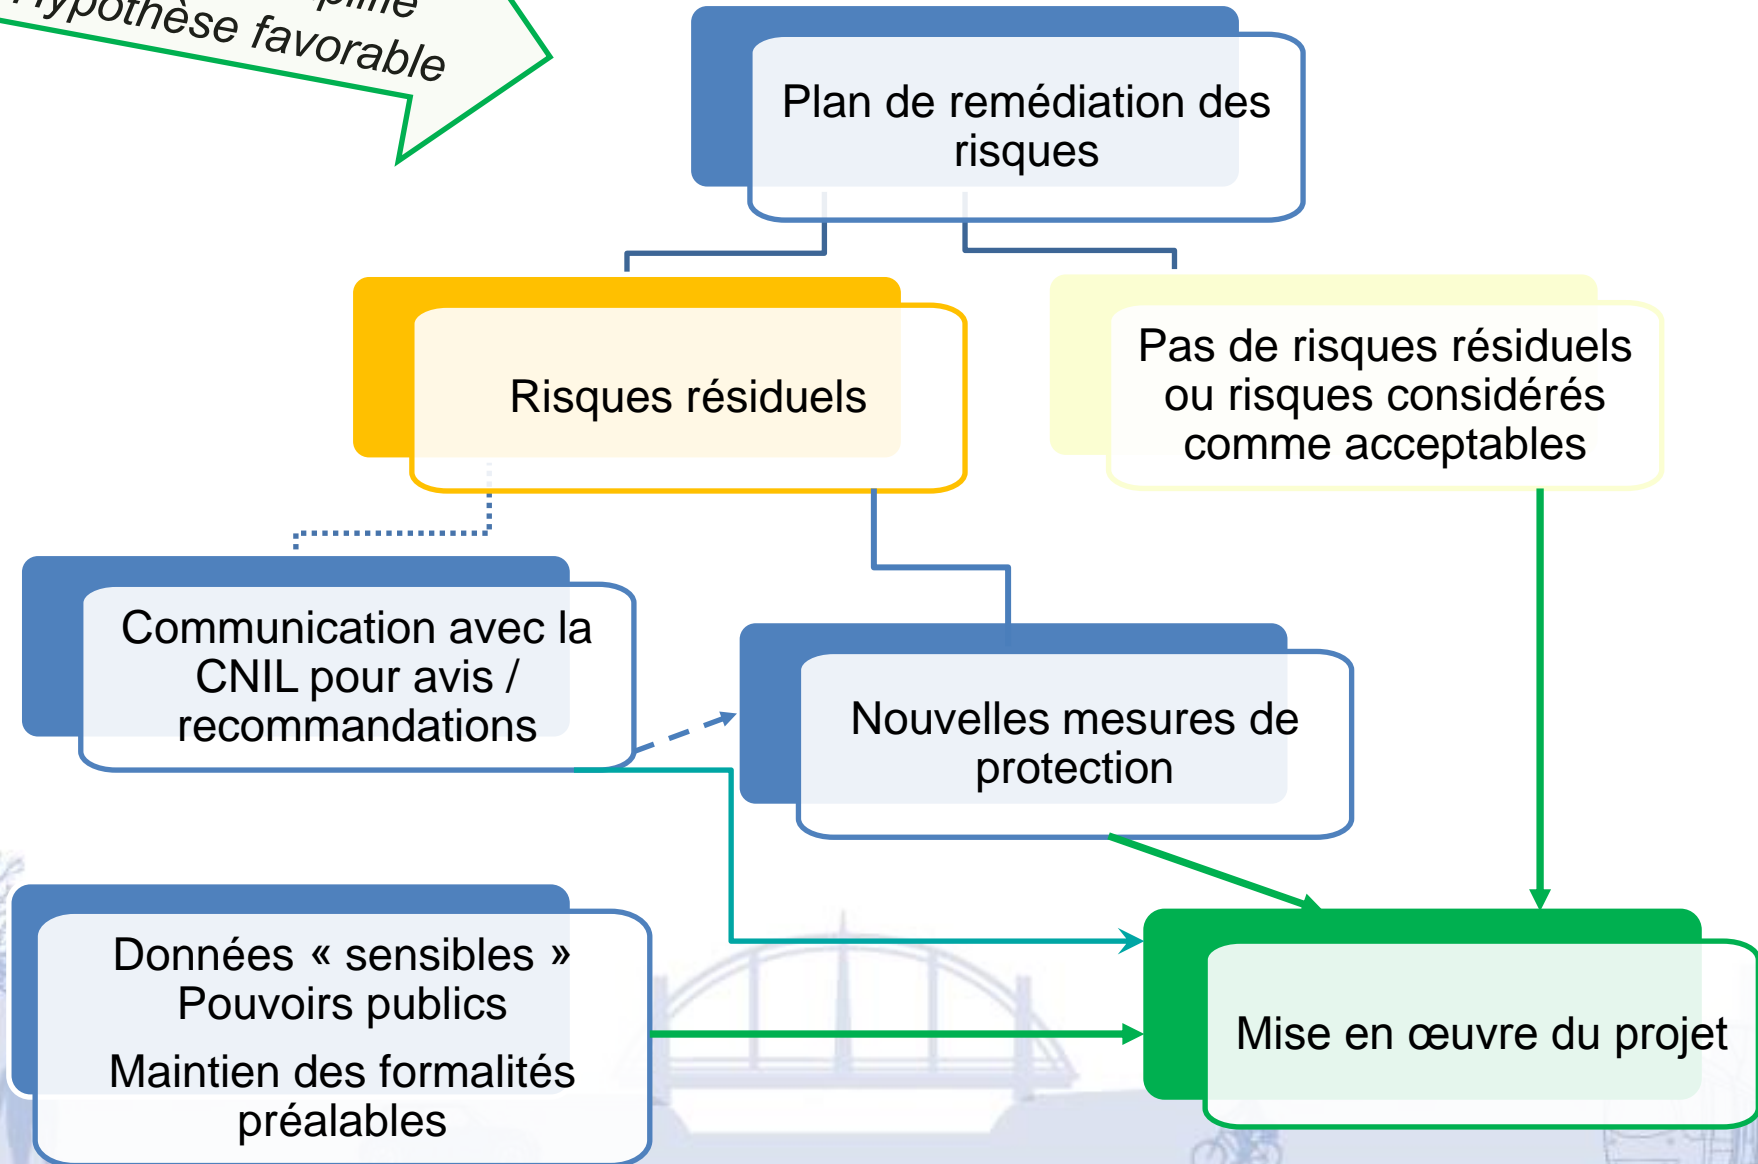 Hypothèse favorable
Plan de remédiation des
risques
Risques résiduels
Pas de risques résiduels
ou risques considérés
comme acceptables
Communication avec la
CNIL pour avis /
recommandations
Nouvelles mesures de
protection
Données « sensibles »
Pouvoirs publics
Maintien des formalités
préalables
Mise en œuvre du projet